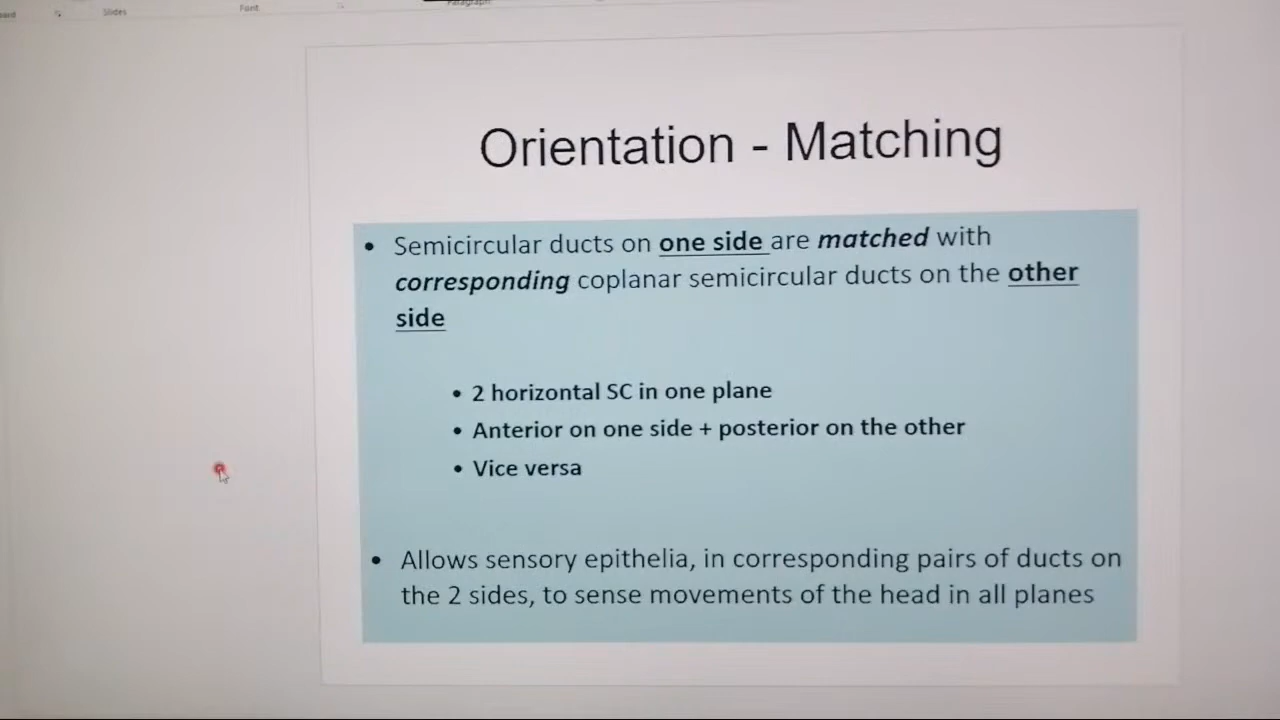 Slides
Font
Paragraph
Orientation - Matching
• Semicircular ducts on one side are matched with
corresponding coplanar semicircular ducts on the other
side
• 2 horizontal SC in one plane
• Anterior on one side + posterior on the other
• Vice versa
• Allows sensory epithelia, in corresponding pairs of ducts on
the 2 sides, to sense movements of the head in all planes